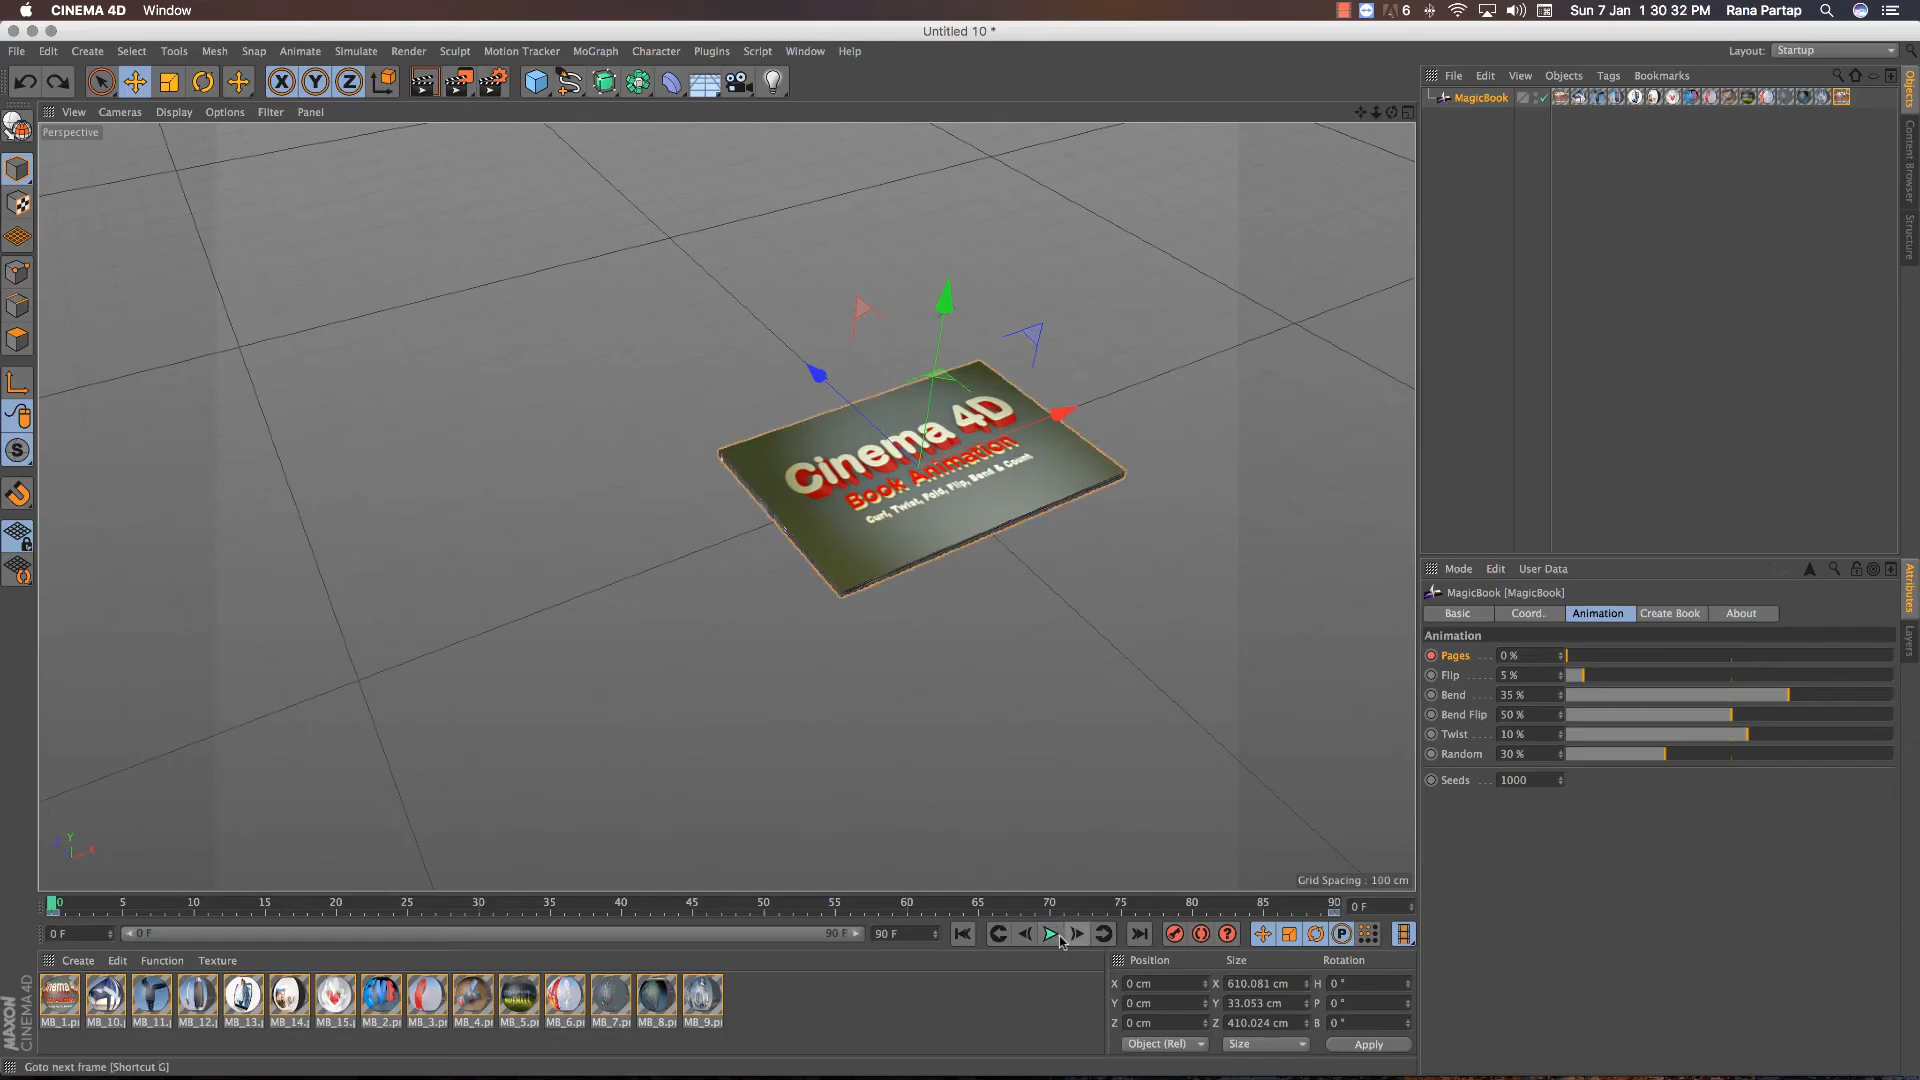 CINEMA 4D Window
6 Sun 7 Jan 1 30 32 PM Rana Partap
Untitled 10 *
File Edit Create Select Tools Mesh Snap Animate Simulate Render Sculpt Motion Tracker MoGraph Character Plugins Script Window Help
Layout: Startup
X Y Z
View Cameras Display Options Filter Panel
Perspective
Cinema 4D
Book Animation
Curl, Twist, Fold, Flip, Bend & Count
Y
X
Grid Spacing : 100 cm
File Edit View Objects Tags Bookmarks
MagicBook
Objects
Content Browser
Structure
Mode Edit User Data
MagicBook [MagicBook]
Basic Coord. Animation Create Book About
Animation
Pages 0 %
Flip 5 %
Bend 35 %
Bend Flip 50 %
Twist 10 %
Random 30 %
Seeds 1000
Attributes
Layers
0 5 10 15 20 25 30 35 40 45 50 55 60 65 70 75 80 85 90 0 F
0 F 0 F 90 F 90 F
Create Edit Function Texture
MB_1.p MB_10.p MB_11.p MB_12.p MB_13.p MB_14.p MB_15.p MB_2.pr MB_3.pr MB_4.pr MB_5.pr MB_6.pr MB_7.pr MB_8.pr MB_9.pr
Position Size Rotation
X 0 cm X 610.081 cm H 0 °
Y 0 cm Y 33.053 cm P 0 °
Z 0 cm Z 410.024 cm B 0 °
Object (Rel) Size Apply
MAXON
CINEMA 4D
Goto next frame [Shortcut G]